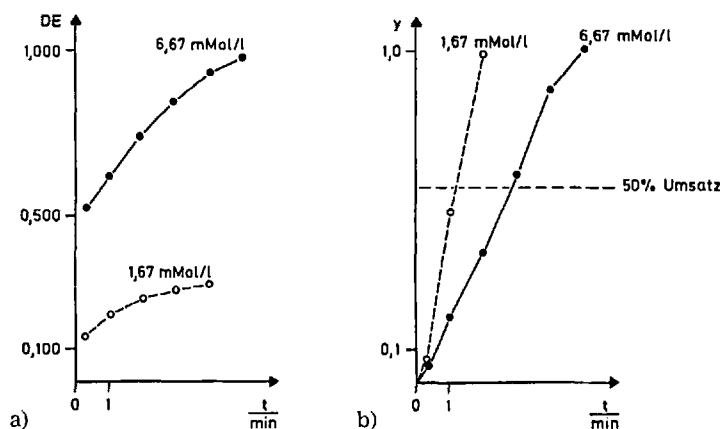 DE
1,000
6,67 mMol/l
0,500
1,67 mMol/l
0,100
0 1
t
min
a)
y
1,0
1,67 mMol/l
6,67 mMol/l
50% Umsatz
0,1
0 1
t
min
b)